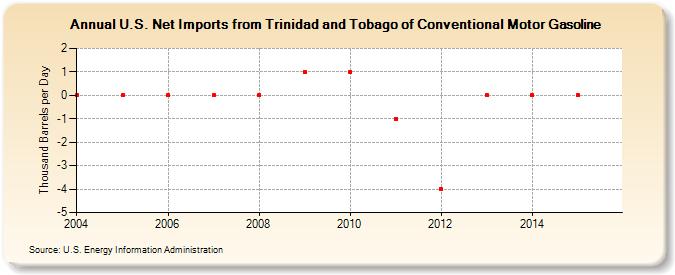 Annual U.S. Net Imports from Trinidad and Tobago of Conventional Motor Gasoline
Thousand Barrels per Day
2
1
0
-1
-2
-3
-4
-5
2004 2006 2008 2010 2012 2014
Source: U.S. Energy Information Administration